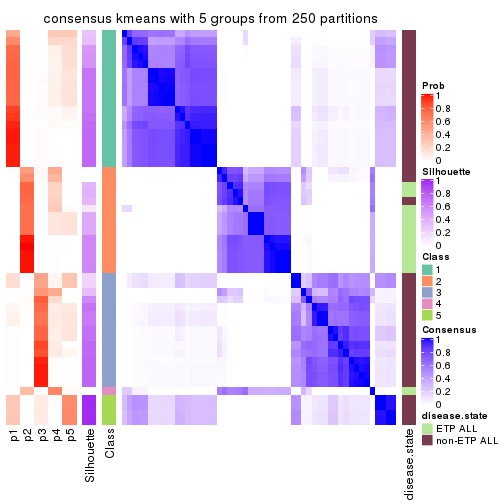 consensus kmeans with 5 groups from 250 partitions
Prob
1
0.8
0.6
0.4
0.2
0
Silhouette
1
0.8
0.6
0.4
0.2
0
Class
1
2
3
4
5
Consensus
1
0.8
0.6
0.4
0.2
0
disease.state
ETP ALL
non-ETP ALL
p1
p2
p3
p4
p5
Silhouette
Class
disease.state